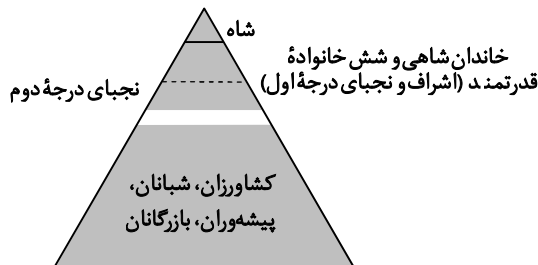 شاه
خاندان شاهی و شش خانوادهٔ
قدرتمند (اشراف و نجبای درجهٔ اول)
نجبای درجهٔ دوم
کشاورزان، شبانان،
پیشه‌وران، بازرگانان